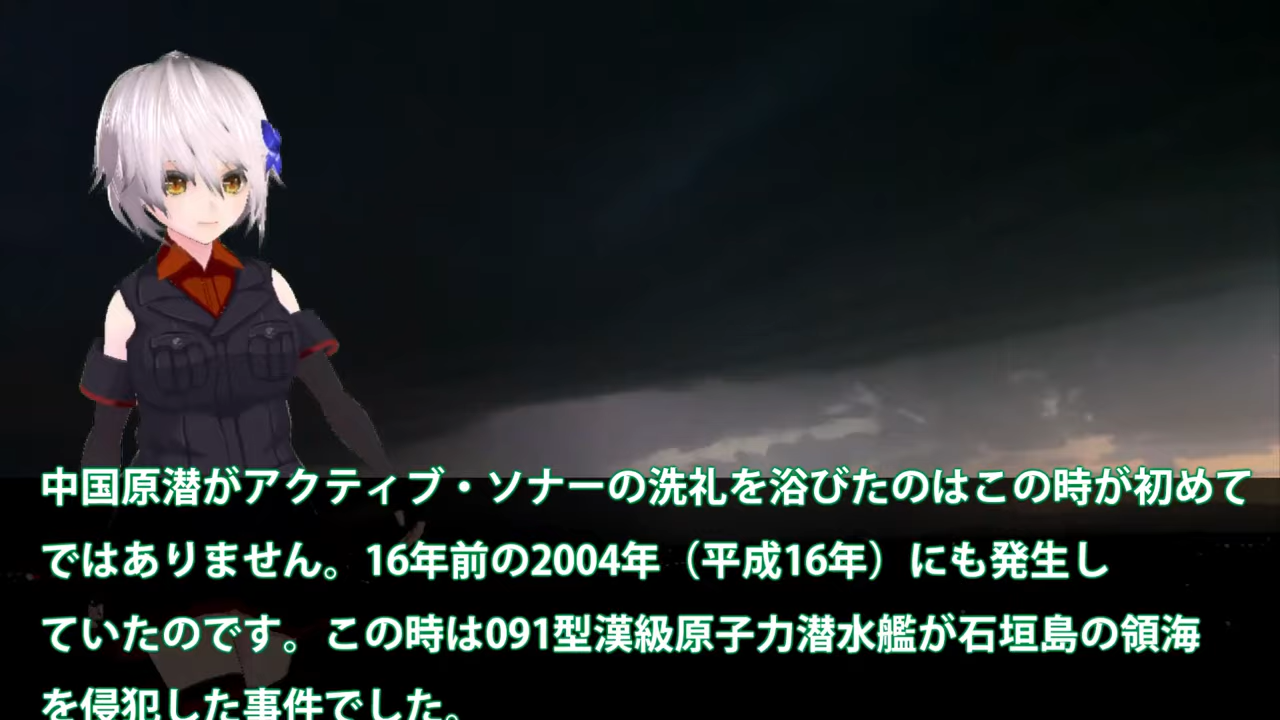 中国原潜がアクティブ・ソナーの洗礼を浴びたのはこの時が初めて
ではありません。16年前の2004年（平成16年）にも発生し
ていたのです。この時は091型漢級原子力潜水艦が石垣島の領海
を侵犯した事件でした。